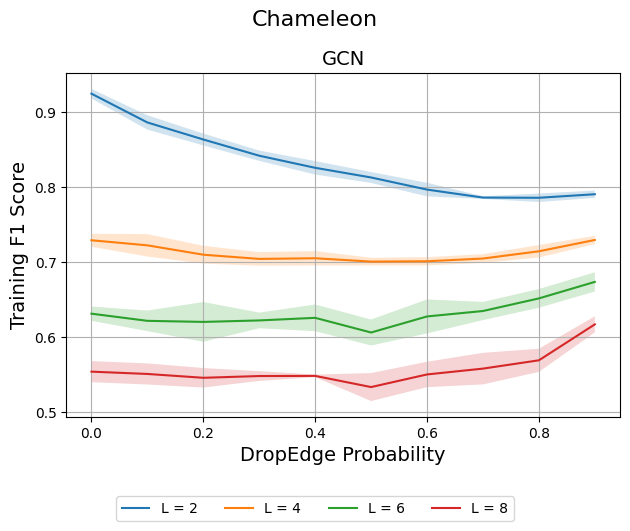 Chameleon
GCN
Training F1 Score
0.9
0.8
0.7
0.6
0.5
0.0 0.2 0.4 0.6 0.8
DropEdge Probability
L = 2 L = 4 L = 6 L = 8